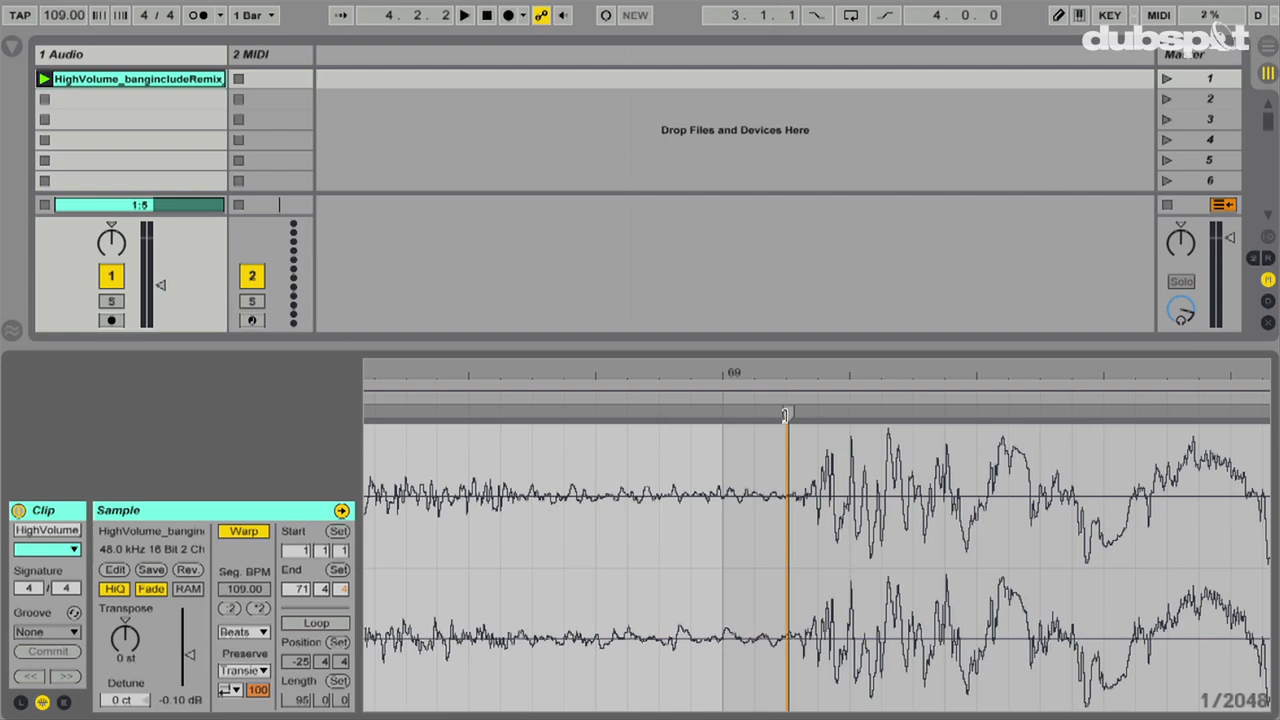 TAP 109.00 4 / 4 1 Bar 4. 2. 2 NEW 3. 1. 1 4. 0. 0 KEY MIDI 2 % D
dubspot
1 Audio 2 MIDI Master
HighVolume_bangincludeRemix 1
Drop Files and Devices Here
2
3
4
5
6
1:5
1 2
S S Solo
69
Clip Sample
HighVolume HighVolume_bangin Warp Start Set
48.0 kHz 16 Bit 2 Ch 1 1 1
Signature Edit Save Rev. Seg. BPM End Set
4 / 4 HiQ Fade RAM 109.00 71 4 4
Groove Transpose :2 *2
None Beats Loop
Commit 0 st Preserve Position Set
Transie -25 4 4
<< >> Detune Length Set
0 ct -0.10 dB 100 95 0 0
1/2048